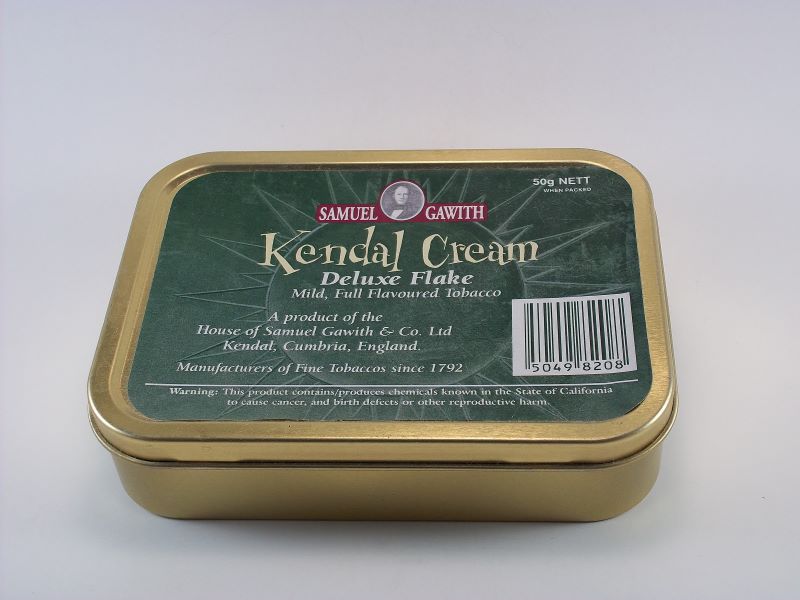 50g NETT
WHEN PACKED
SAMUEL GAWITH
Kendal Cream
Deluxe Flake
Mild, Full Flavoured Tobacco
A product of the
House of Samuel Gawith & Co. Ltd
Kendal, Cumbria, England.
Manufacturers of Fine Tobaccos since 1792
5049 8208
Warning: This product contains/produces chemicals known in the State of California
to cause cancer, and birth defects or other reproductive harm.